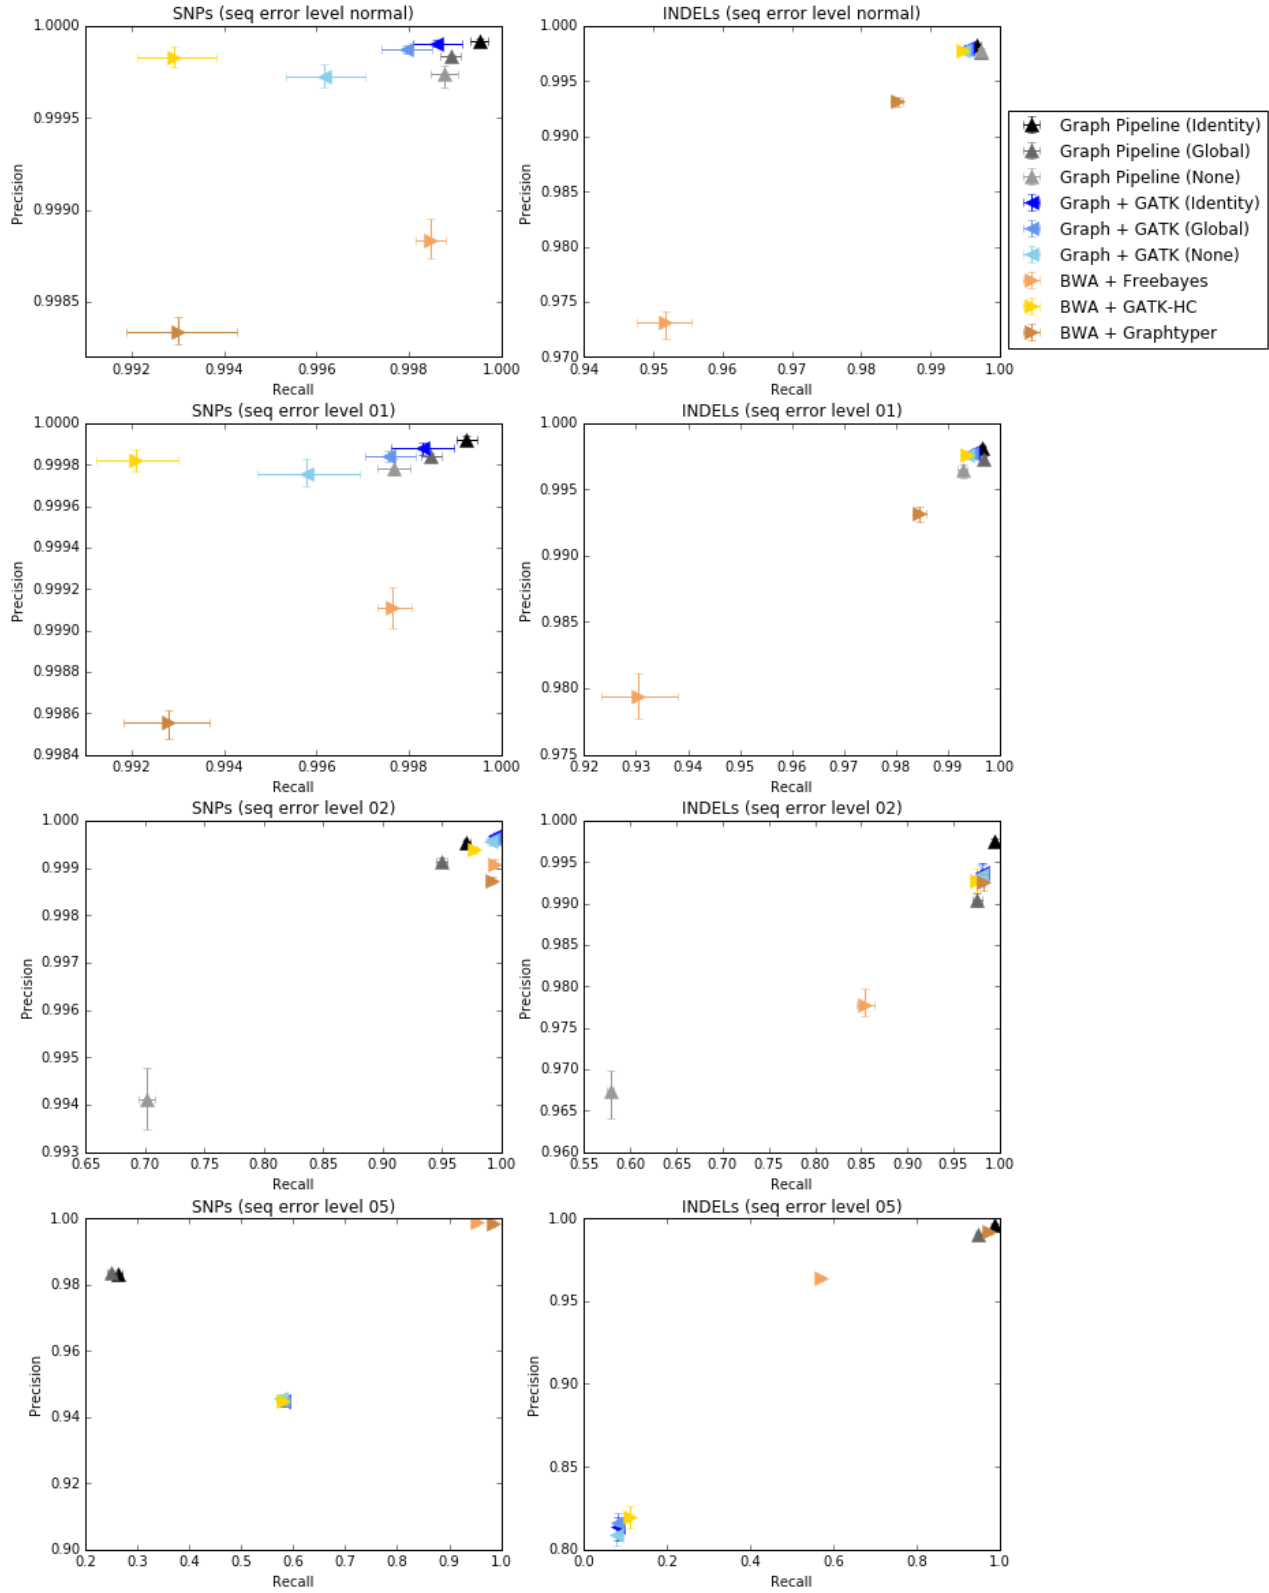 SNPs (seq error level normal)
1.0000
0.9995
0.9990
0.9985
Precision
0.992 0.994 0.996 0.998 1.000
Recall
INDELs (seq error level normal)
1.000
0.995
0.990
0.985
0.980
0.975
0.970
Precision
0.94 0.95 0.96 0.97 0.98 0.99 1.00
Recall
Graph Pipeline (Identity)
Graph Pipeline (Global)
Graph Pipeline (None)
Graph + GATK (Identity)
Graph + GATK (Global)
Graph + GATK (None)
BWA + Freebayes
BWA + GATK-HC
BWA + Graphtyper
SNPs (seq error level 01)
1.0000
0.9998
0.9996
0.9994
0.9992
0.9990
0.9988
0.9986
0.9984
Precision
0.992 0.994 0.996 0.998 1.000
Recall
INDELs (seq error level 01)
1.000
0.995
0.990
0.985
0.980
0.975
Precision
0.92 0.93 0.94 0.95 0.96 0.97 0.98 0.99 1.00
Recall
SNPs (seq error level 02)
1.000
0.999
0.998
0.997
0.996
0.995
0.994
0.993
Precision
0.65 0.70 0.75 0.80 0.85 0.90 0.95 1.00
Recall
INDELs (seq error level 02)
1.000
0.995
0.990
0.985
0.980
0.975
0.970
0.965
0.960
Precision
0.55 0.60 0.65 0.70 0.75 0.80 0.85 0.90 0.95 1.00
Recall
SNPs (seq error level 05)
1.00
0.98
0.96
0.94
0.92
0.90
Precision
0.2 0.3 0.4 0.5 0.6 0.7 0.8 0.9 1.0
Recall
INDELs (seq error level 05)
1.00
0.95
0.90
0.85
0.80
Precision
0.0 0.2 0.4 0.6 0.8 1.0
Recall